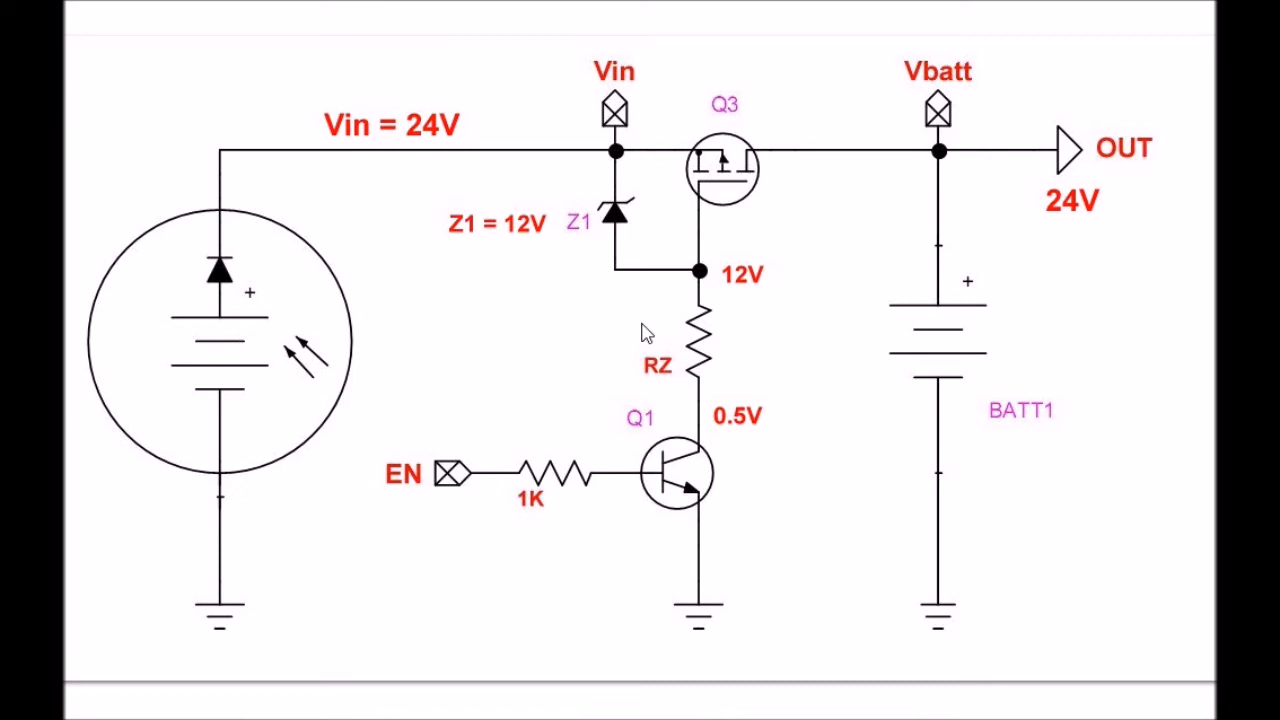 Vin
Vbatt
Q3
Vin = 24V
OUT
24V
Z1 = 12V
Z1
12V
+
+
RZ
Q1
0.5V
BATT1
EN
1K